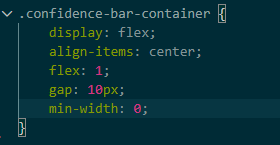 .confidence-bar-container {
display: flex;
align-items: center;
flex: 1;
gap: 10px;
min-width: 0;
}